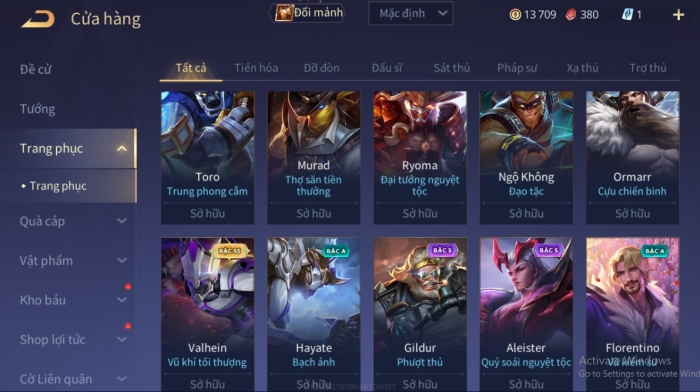 Cửa hàng
Đổi mảnh
Mặc định
13 709
380
1
Đề cử
Tướng
Trang phục
Trang phục
Quà cáp
Vật phẩm
Kho báu
Shop lợi tức
Cờ Liên quân
Tất cả
Tiến hóa
Đỡ đòn
Đấu sĩ
Sát thủ
Pháp sư
Xạ thủ
Trợ thủ
Toro
Trung phong cắm
Sở hữu
Murad
Thợ săn tiền
thưởng
Sở hữu
Ryoma
Đại tướng nguyệt
tộc
Sở hữu
Ngộ Không
Đạo tặc
Sở hữu
Ormarr
Cựu chiến binh
Sở hữu
BẬC SS
Valhein
Vũ khí tối thượng
Sở hữu
BẬC A
Hayate
Bạch ảnh
Sở hữu
BẬC S
Gildur
Phượt thủ
Sở hữu
BẬC S
Aleister
Quỷ soái nguyệt tộc
Sở hữu
BẬC A
Florentino
Vũ kiếm sư
Sở hữu
Activate Windows
Go to Settings to activate Wind